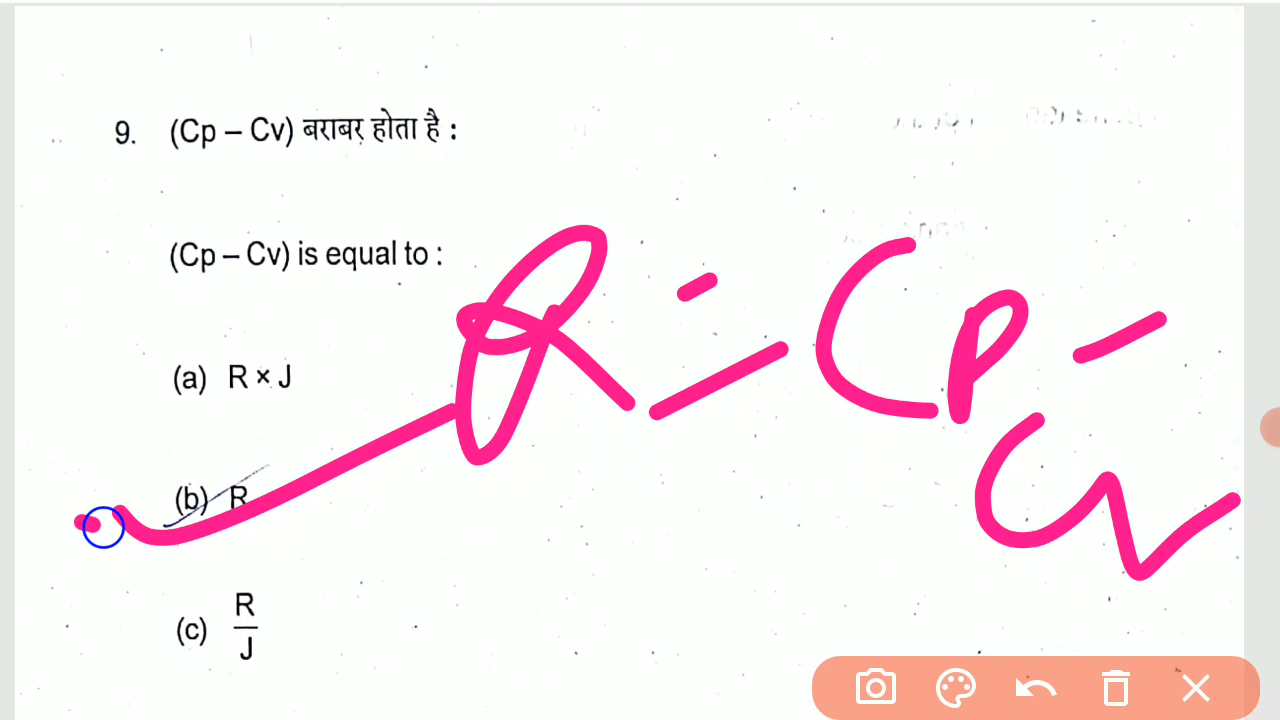 9. (Cp – Cv) बराबर होता है :
(Cp – Cv) is equal to :
(a) R × J
(b) R
(c) R
J
R = Cp –
Cv